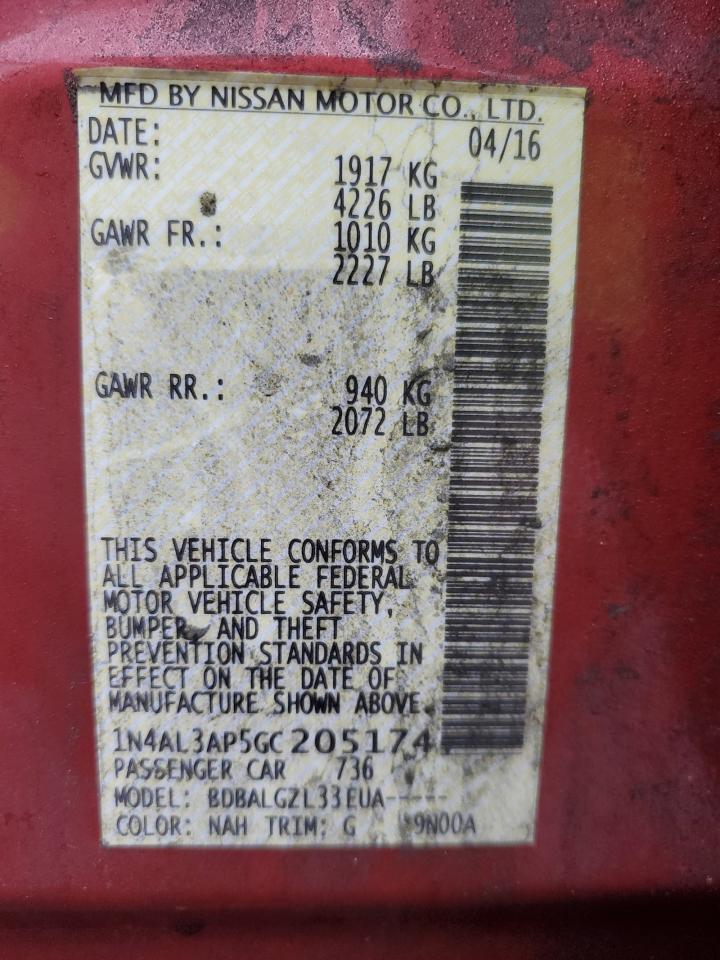 MFD BY NISSAN MOTOR CO., LTD.
DATE: 04/16
GVWR: 1917 KG
4226 LB
GAWR FR.: 1010 KG
2227 LB
GAWR RR.: 940 KG
2072 LB
THIS VEHICLE CONFORMS TO
ALL APPLICABLE FEDERAL
MOTOR VEHICLE SAFETY,
BUMPER, AND THEFT
PREVENTION STANDARDS IN
EFFECT ON THE DATE OF
MANUFACTURE SHOWN ABOVE.
1N4AL3AP5GC205174
PASSENGER CAR 736
MODEL: BDBALGZL33EUA-----
COLOR: NAH TRIM: G 9N00A